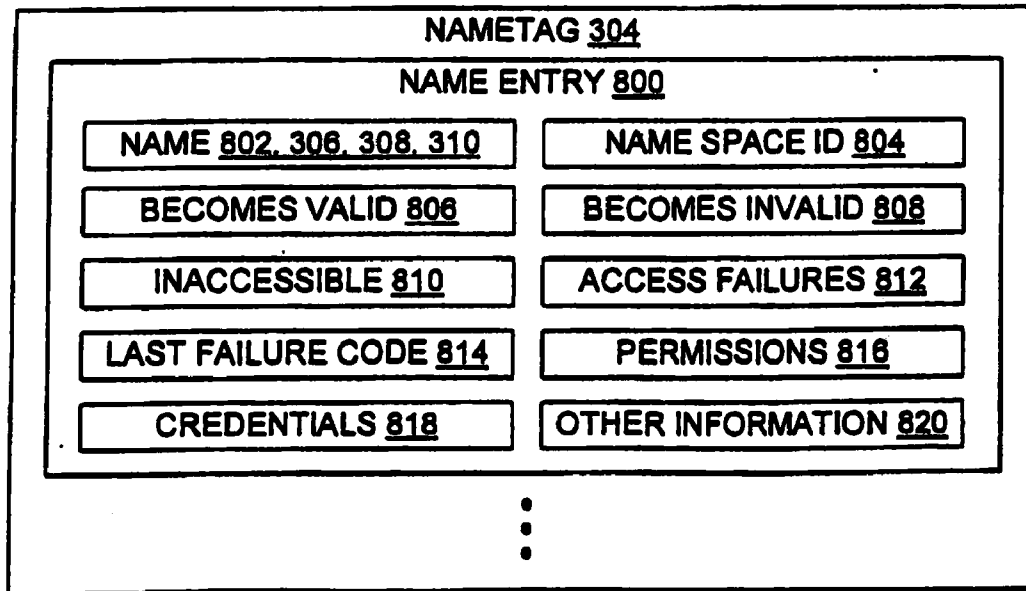 NAMETAG 304
NAME ENTRY 800
NAME 802, 306, 308, 310
NAME SPACE ID 804
BECOMES VALID 806
BECOMES INVALID 808
INACCESSIBLE 810
ACCESS FAILURES 812
LAST FAILURE CODE 814
PERMISSIONS 816
CREDENTIALS 818
OTHER INFORMATION 820